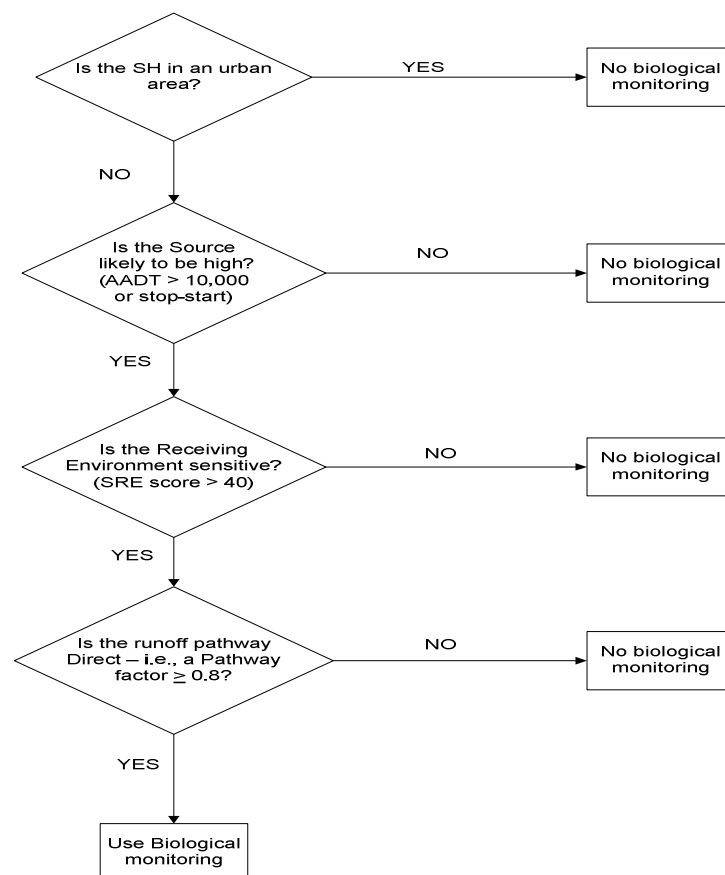 Is the SH in an urban
area?
YES
No biological
monitoring
NO
Is the Source
likely to be high?
(AADT > 10,000
or stop-start)
NO
No biological
monitoring
YES
Is the Receiving
Environment sensitive?
(SRE score > 40)
NO
No biological
monitoring
YES
Is the runoff pathway
Direct – i.e., a Pathway
factor ≥ 0.8?
NO
No biological
monitoring
YES
Use Biological
monitoring